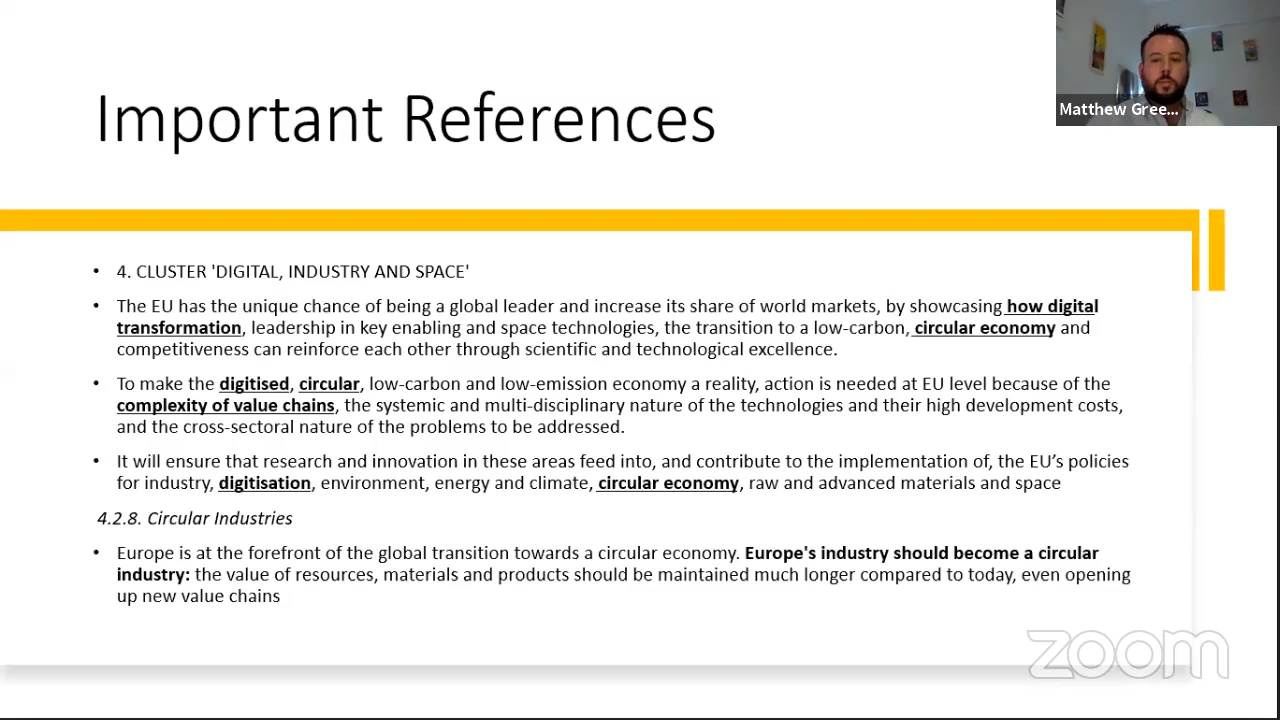 Matthew Gree...
Important References
• 4. CLUSTER 'DIGITAL, INDUSTRY AND SPACE'
• The EU has the unique chance of being a global leader and increase its share of world markets, by showcasing how digital
transformation, leadership in key enabling and space technologies, the transition to a low-carbon, circular economy and
competitiveness can reinforce each other through scientific and technological excellence.
• To make the digitised, circular, low-carbon and low-emission economy a reality, action is needed at EU level because of the
complexity of value chains, the systemic and multi-disciplinary nature of the technologies and their high development costs,
and the cross-sectoral nature of the problems to be addressed.
• It will ensure that research and innovation in these areas feed into, and contribute to the implementation of, the EU’s policies
for industry, digitisation, environment, energy and climate, circular economy, raw and advanced materials and space
4.2.8. Circular Industries
• Europe is at the forefront of the global transition towards a circular economy. Europe's industry should become a circular
industry: the value of resources, materials and products should be maintained much longer compared to today, even opening
up new value chains
zoom